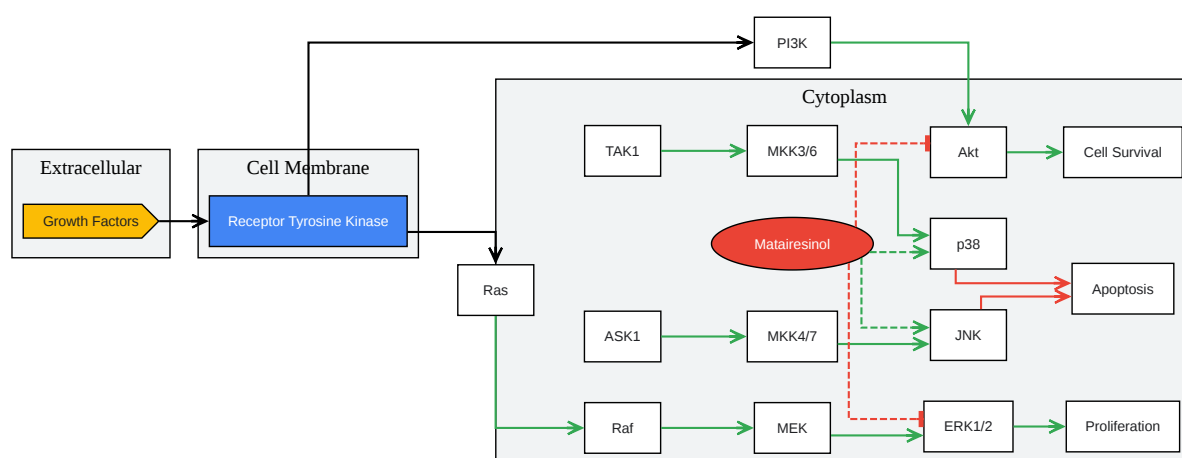 PI3K
Cytoplasm
TAK1
MKK3/6
Akt
Cell Survival
Extracellular
Cell Membrane
Growth Factors
Receptor Tyrosine Kinase
Matairesinol
p38
Ras
Apoptosis
ASK1
MKK4/7
JNK
Raf
MEK
ERK1/2
Proliferation